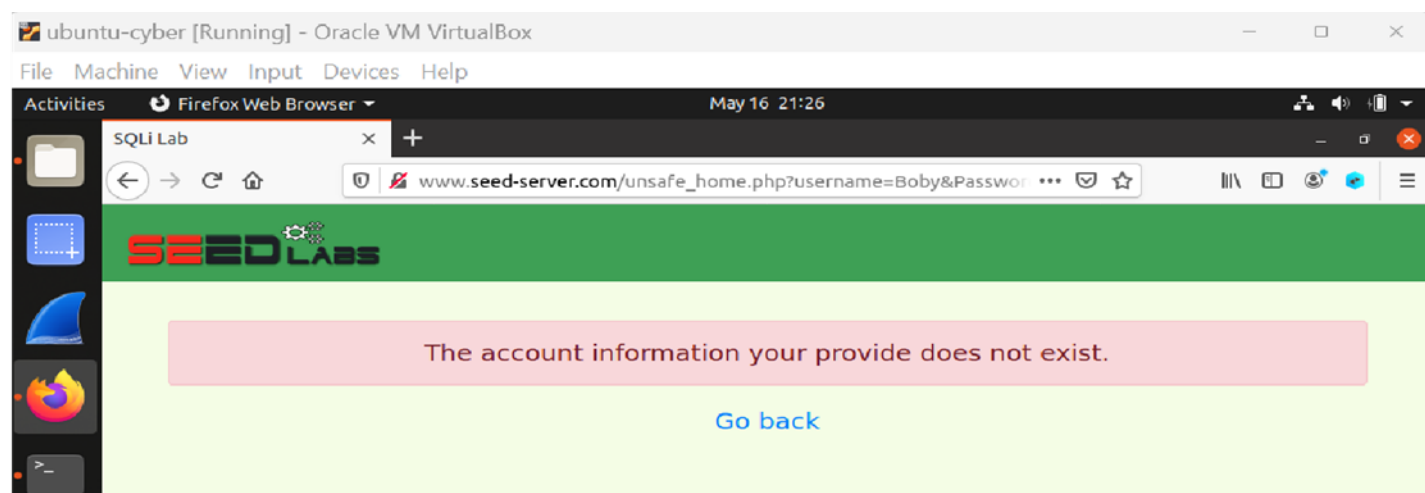 ubuntu-cyber [Running] - Oracle VM VirtualBox
File Machine View Input Devices Help
Activities Firefox Web Browser May 16 21:26
SQLi Lab
www.seed-server.com/unsafe_home.php?username=Boby&Passwor
SEED LABS
The account information your provide does not exist.
Go back
>_